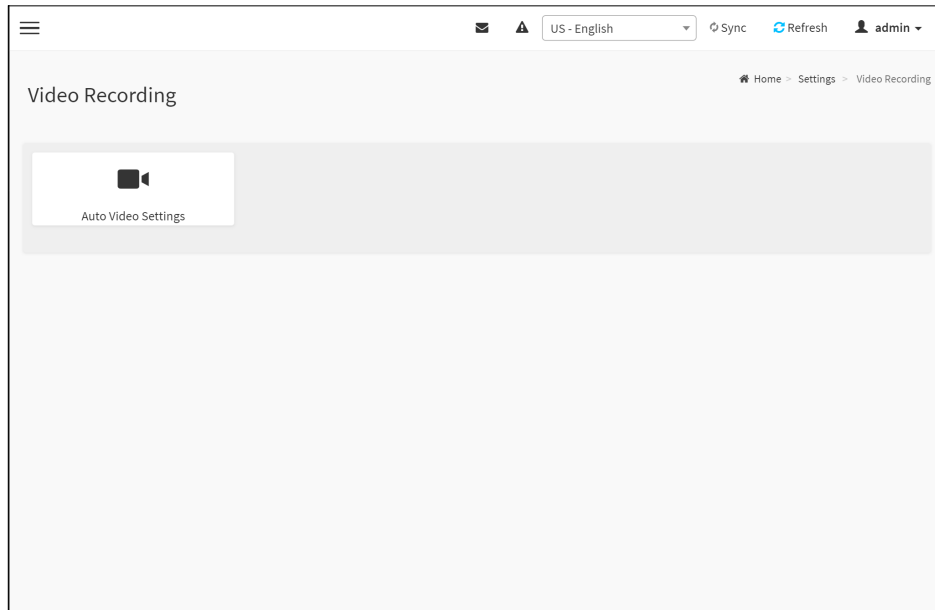 US - English
Sync
Refresh
admin
Home > Settings > Video Recording
Video Recording
Auto Video Settings